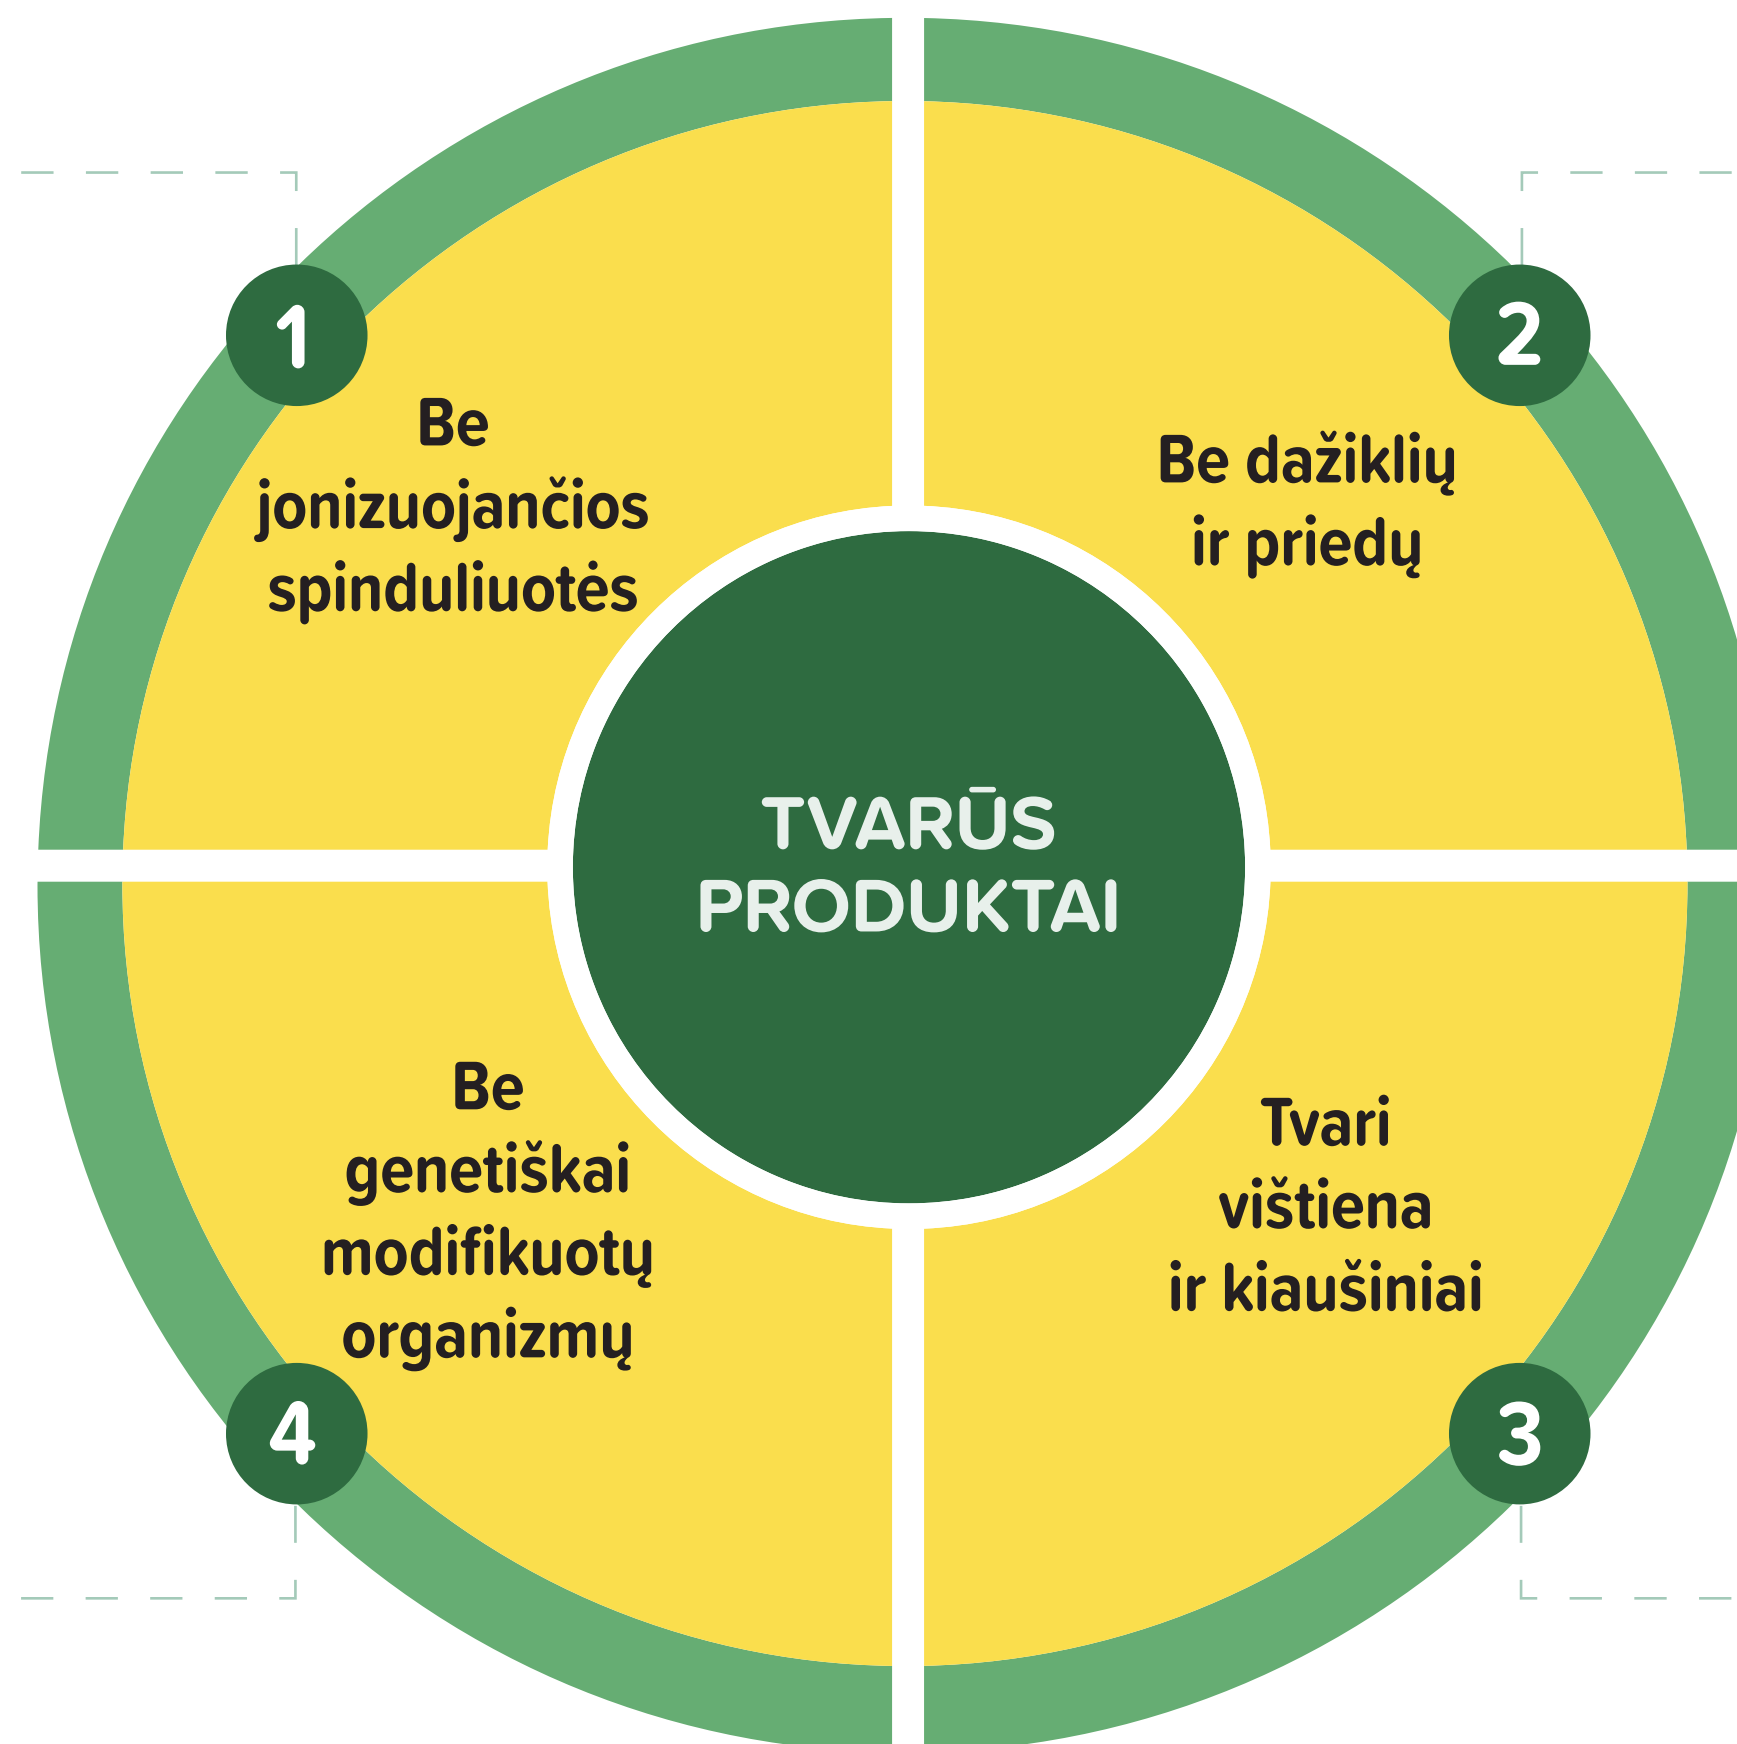 1
Be
jonizuojančios
spinduliuotės
2
Be dažiklių
ir priedų
TVARŪS
PRODUKTAI
Be
genetiškai
modifikuotų
organizmų
4
Tvari
vištiena
ir kiaušiniai
3